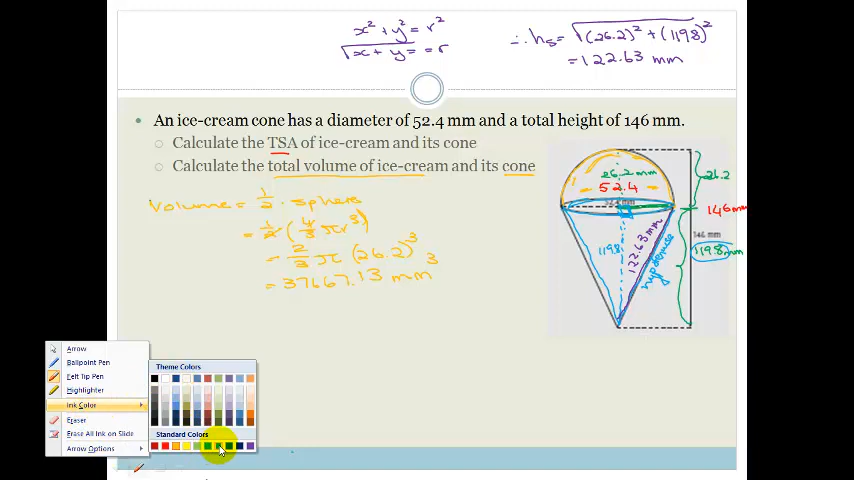 x² + y² = r²
√x + y = = r
∴ hs = √(26.2)² + (119.8)²
= 122.63 mm
An ice-cream cone has a diameter of 52.4 mm and a total height of 146 mm.
Calculate the TSA of ice-cream and its cone
Calculate the total volume of ice-cream and its cone
Volume = 1/2 · sphere
= 1/2 (4/3 πr³)
= 2/3 π (26.2)³
= 37667.13 mm³
26.2 mm
52.4
26.2
146mm
146 mm
119.8mm
119.8
122.63 mm
hypotenuse
Arrow
Ballpoint Pen
Felt Tip Pen
Highlighter
Ink Color
Eraser
Erase All Ink on Slide
Arrow Options
Theme Colors
Standard Colors